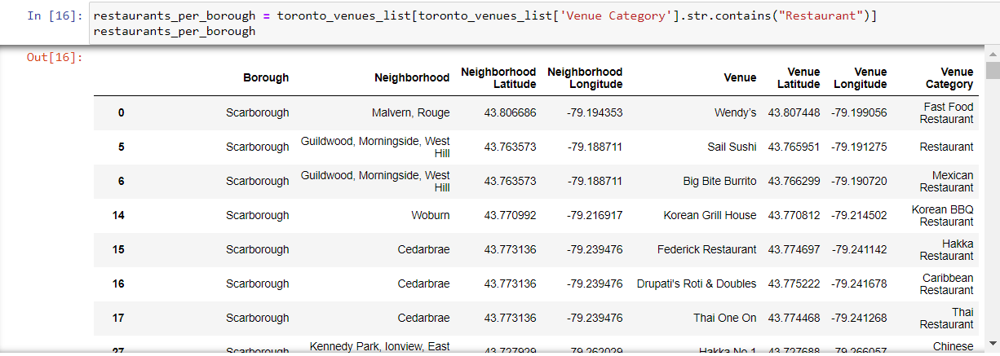 In [16]: restaurants_per_borough = toronto_venues_list[toronto_venues_list['Venue Category'].str.contains("Restaurant")]
restaurants_per_borough
Out[16]:
Borough Neighborhood Neighborhood Latitude Neighborhood Longitude Venue Venue Latitude Venue Longitude Venue Category
0 Scarborough Malvern, Rouge 43.806686 -79.194353 Wendy's 43.807448 -79.199056 Fast Food Restaurant
5 Scarborough Guildwood, Morningside, West Hill 43.763573 -79.188711 Sail Sushi 43.765951 -79.191275 Restaurant
6 Scarborough Guildwood, Morningside, West Hill 43.763573 -79.188711 Big Bite Burrito 43.766299 -79.190720 Mexican Restaurant
14 Scarborough Woburn 43.770992 -79.216917 Korean Grill House 43.770812 -79.214502 Korean BBQ Restaurant
15 Scarborough Cedarbrae 43.773136 -79.239476 Federick Restaurant 43.774697 -79.241142 Hakka Restaurant
16 Scarborough Cedarbrae 43.773136 -79.239476 Drupati's Roti & Doubles 43.775222 -79.241678 Caribbean Restaurant
17 Scarborough Cedarbrae 43.773136 -79.239476 Thai One On 43.774468 -79.241268 Thai Restaurant
27 Scarborough Kennedy Park, Ionview, East 43.727929 -79.262029 Hakka No.1 43.727688 -79.266057 Chinese